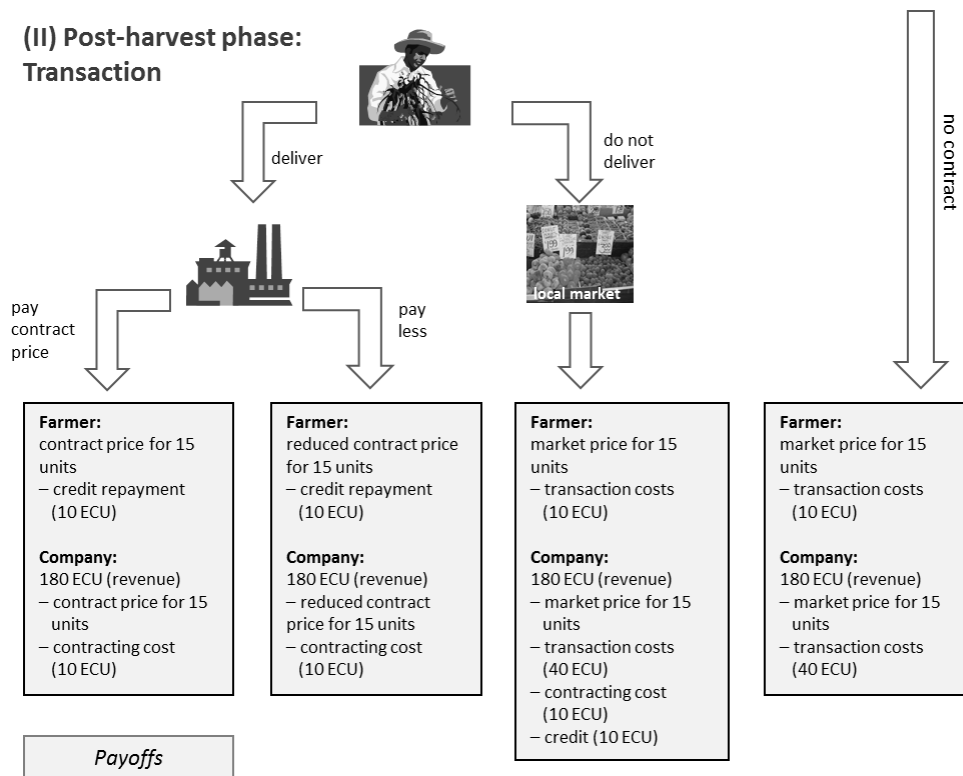 (II) Post-harvest phase:
Transaction
deliver
do not
deliver
no contract
local market
pay
contract
price
pay
less
Farmer:
contract price for 15
units
– credit repayment
(10 ECU)
Company:
180 ECU (revenue)
– contract price for 15
units
– contracting cost
(10 ECU)
Farmer:
reduced contract price
for 15 units
– credit repayment
(10 ECU)
Company:
180 ECU (revenue)
– reduced contract
price for 15 units
– contracting cost
(10 ECU)
Farmer:
market price for 15
units
– transaction costs
(10 ECU)
Company:
180 ECU (revenue)
– market price for 15
units
– transaction costs
(40 ECU)
– contracting cost
(10 ECU)
– credit (10 ECU)
Farmer:
market price for 15
units
– transaction costs
(10 ECU)
Company:
180 ECU (revenue)
– market price for 15
units
– transaction costs
(40 ECU)
Payoffs